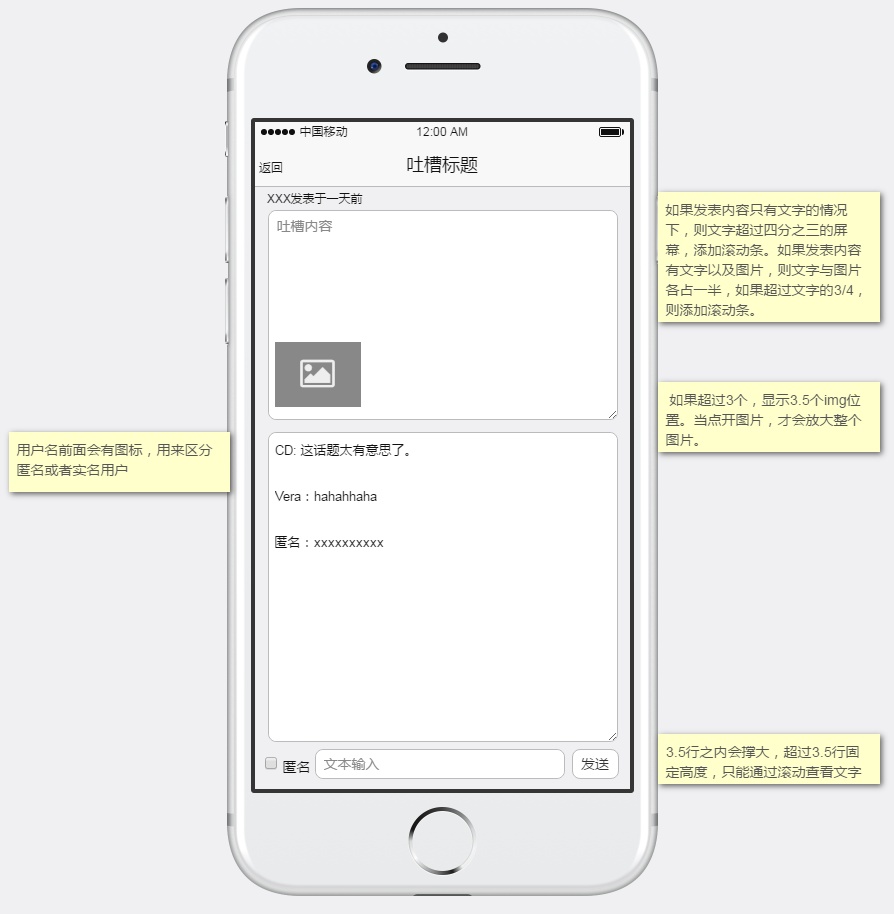 中国移动 12:00 AM
返回 吐槽标题
XXX发表于一天前
吐槽内容
CD: 这话题太有意思了。
Vera：hahahhaha
匿名：xxxxxxxxxx
匿名 文本输入 发送
如果发表内容只有文字的情况
下，则文字超过四分之三的屏
幕，添加滚动条。如果发表内容
有文字以及图片，则文字与图片
各占一半，如果超过文字的3/4，
则添加滚动条。
如果超过3个，显示3.5个img位
置。当点开图片，才会放大整个
图片。
用户名前面会有图标，用来区分
匿名或者实名用户
3.5行之内会撑大，超过3.5行固
定高度，只能通过滚动查看文字